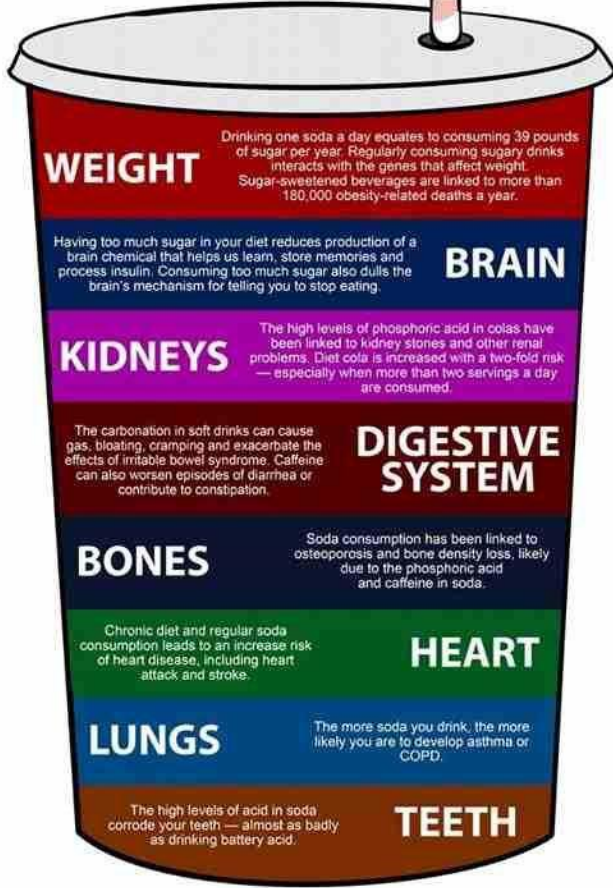 WEIGHT
Drinking one soda a day equates to consuming 39 pounds
of sugar per year. Regularly consuming sugary drinks
interacts with the genes that affect weight.
Sugar-sweetened beverages are linked to more than
180,000 obesity-related deaths a year.
Having too much sugar in your diet reduces production of a
brain chemical that helps us learn, store memories and
process insulin. Consuming too much sugar also dulls the
brain's mechanism for telling you to stop eating.
BRAIN
KIDNEYS
The high levels of phosphoric acid in colas have
been linked to kidney stones and other renal
problems. Diet cola is increased with a two-fold risk
— especially when more than two servings a day
are consumed.
The carbonation in soft drinks can cause
gas, bloating, cramping and exacerbate the
effects of irritable bowel syndrome. Caffeine
can also worsen episodes of diarrhea or
contribute to constipation.
DIGESTIVE
SYSTEM
BONES
Soda consumption has been linked to
osteoporosis and bone density loss, likely
due to the phosphoric acid
and caffeine in soda.
Chronic diet and regular soda
consumption leads to an increase risk
of heart disease, including heart
attack and stroke.
HEART
LUNGS
The more soda you drink, the more
likely you are to develop asthma or
COPD.
The high levels of acid in soda
corrode your teeth — almost as badly
as drinking battery acid.
TEETH